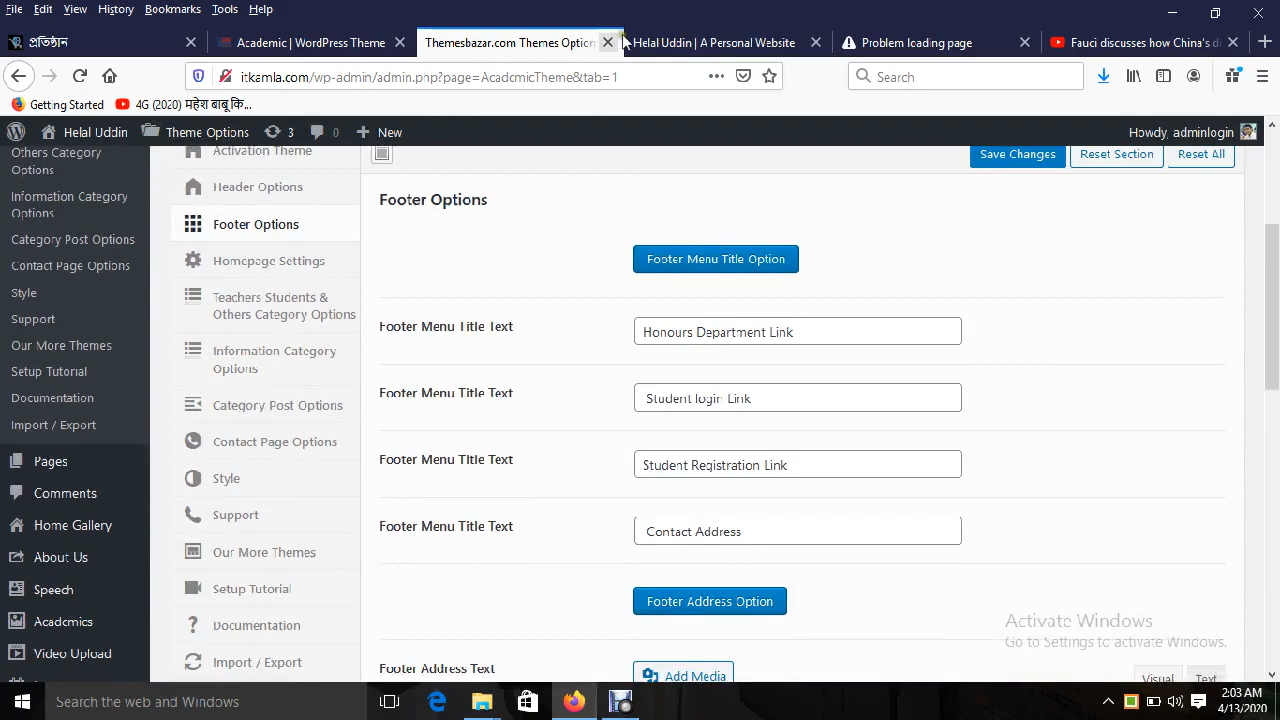 File Edit View History Bookmarks Tools Help
প্রতিষ্ঠান
Academic | WordPress Theme
Themesbazar.com Themes Option
Helal Uddin | A Personal Website
Problem loading page
Fauci discusses how China's di
itkamla.com/wp-admin/admin.php?page=AcademicTheme&tab=1
Search
Getting Started
4G (2020) महेश बाबू कि...
Helal Uddin
Theme Options
3
0
New
Howdy, adminlogin
Others Category
Options
Information Category
Options
Category Post Options
Contact Page Options
Style
Support
Our More Themes
Setup Tutorial
Documentation
Import / Export
Pages
Comments
Home Gallery
About Us
Speech
Academics
Video Upload
Activation Theme
Header Options
Footer Options
Homepage Settings
Teachers Students &
Others Category Options
Information Category
Options
Category Post Options
Contact Page Options
Style
Support
Our More Themes
Setup Tutorial
Documentation
Import / Export
Save Changes
Reset Section
Reset All
Footer Options
Footer Menu Title Option
Footer Menu Title Text
Honours Department Link
Footer Menu Title Text
Student login Link
Footer Menu Title Text
Student Registration Link
Footer Menu Title Text
Contact Address
Footer Address Option
Footer Address Text
Add Media
Visual
Text
Activate Windows
Go to Settings to activate Windows.
Search the web and Windows
2:03 AM
4/13/2020